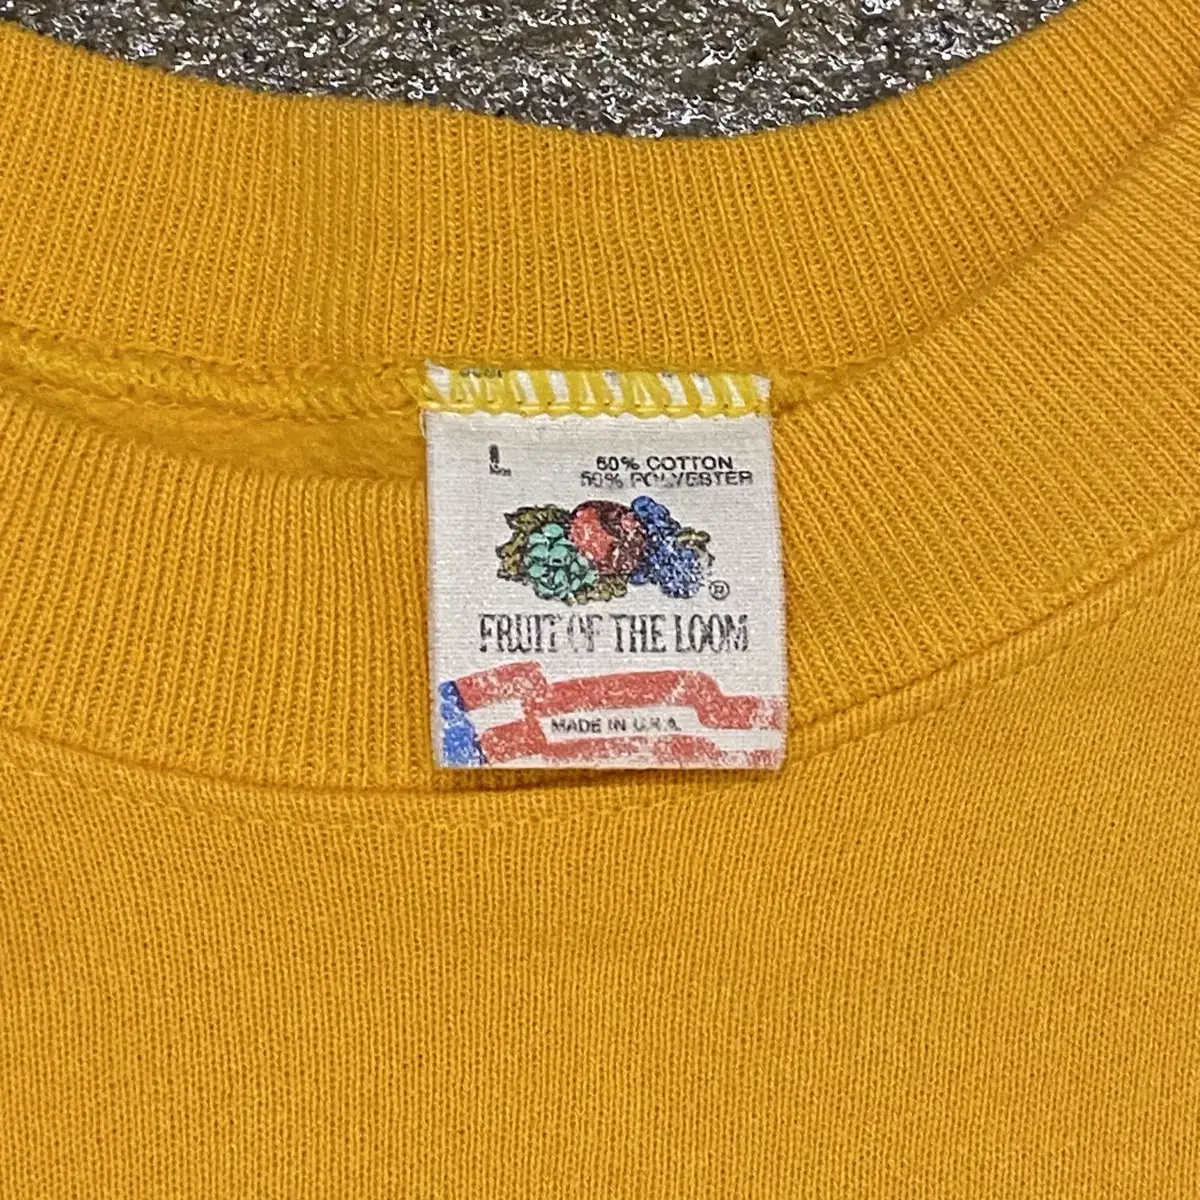 L
50% COTTON
50% POLYESTER
®
FRUIT OF THE LOOM
MADE IN U.S.A.